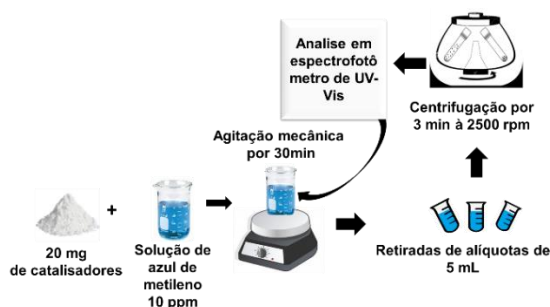 20 mg
de catalisadores
+
Solução de
azul de
metileno
10 ppm
Agitação mecânica
por 30min
Retiradas de alíquotas de
5 mL
Centrifugação por
3 min à 2500 rpm
Analise em
espectrofotô
metro de UV-
Vis